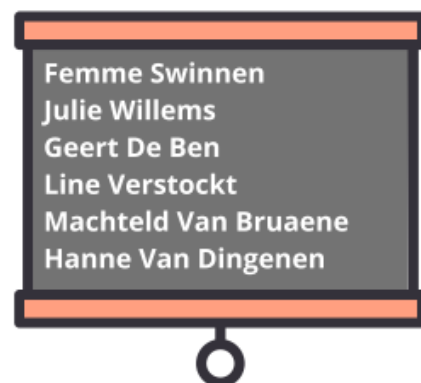 Femme Swinnen
Julie Willems
Geert De Ben
Line Verstockt
Machteld Van Bruaene
Hanne Van Dingenen